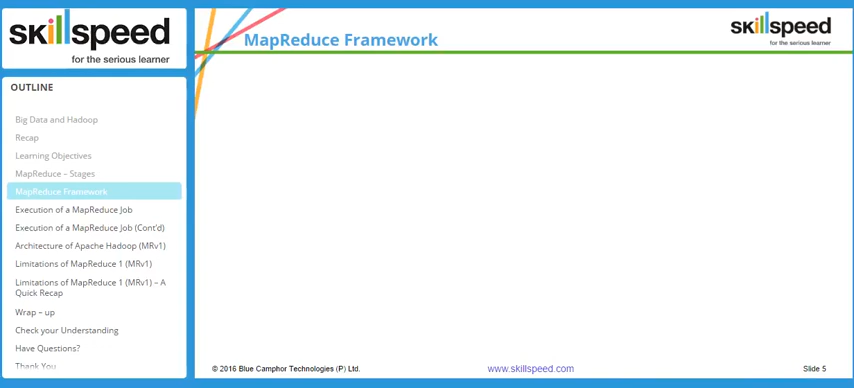 skillspeed
for the serious learner
OUTLINE
Big Data and Hadoop
Recap
Learning Objectives
MapReduce – Stages
MapReduce Framework
Execution of a MapReduce Job
Execution of a MapReduce Job (Cont'd)
Architecture of Apache Hadoop (MRv1)
Limitations of MapReduce 1 (MRv1)
Limitations of MapReduce 1 (MRv1) – A
Quick Recap
Wrap – up
Check your Understanding
Have Questions?
Thank You
MapReduce Framework
skillspeed
for the serious learner
© 2016 Blue Camphor Technologies (P) Ltd.
www.skillspeed.com
Slide 5